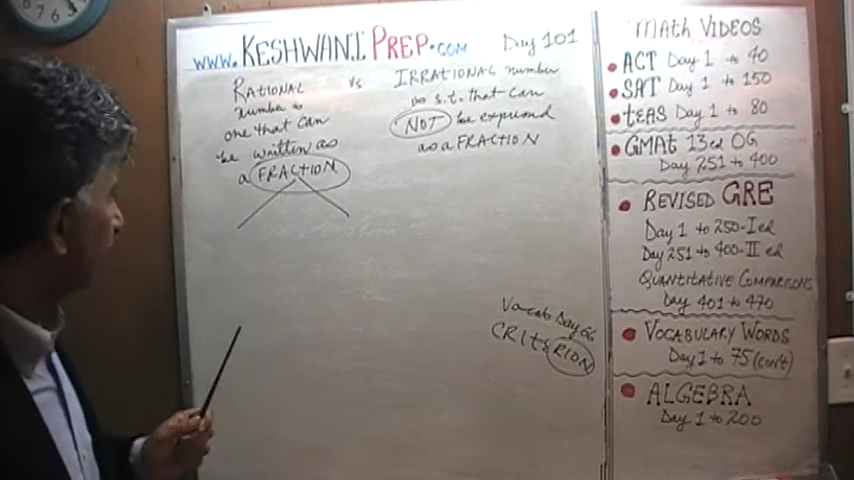 www.KESHWANIPREP.com Day 101
RATIONAL
number is
one that can
be written as
a FRACTION
vs
IRRATIONAL number
is s.t. that can
NOT be expressed
as a FRACTION
Vocab Day 66
CRITERION
MATH VIDEOS
ACT Day 1 to 40
SAT Day 1 to 150
tEAS Day 1 to 80
GMAt 13ed OG
Day 251 to 400
REVISED GRE
Day 1 to 250-I ed
Day 251 to 400-II ed
QUANTITATIVE COMPARISONS
Day 401 to 470
VOCABULARY WORDS
Day 1 to 75 (con't)
ALGEBRA
Day 1 to 200